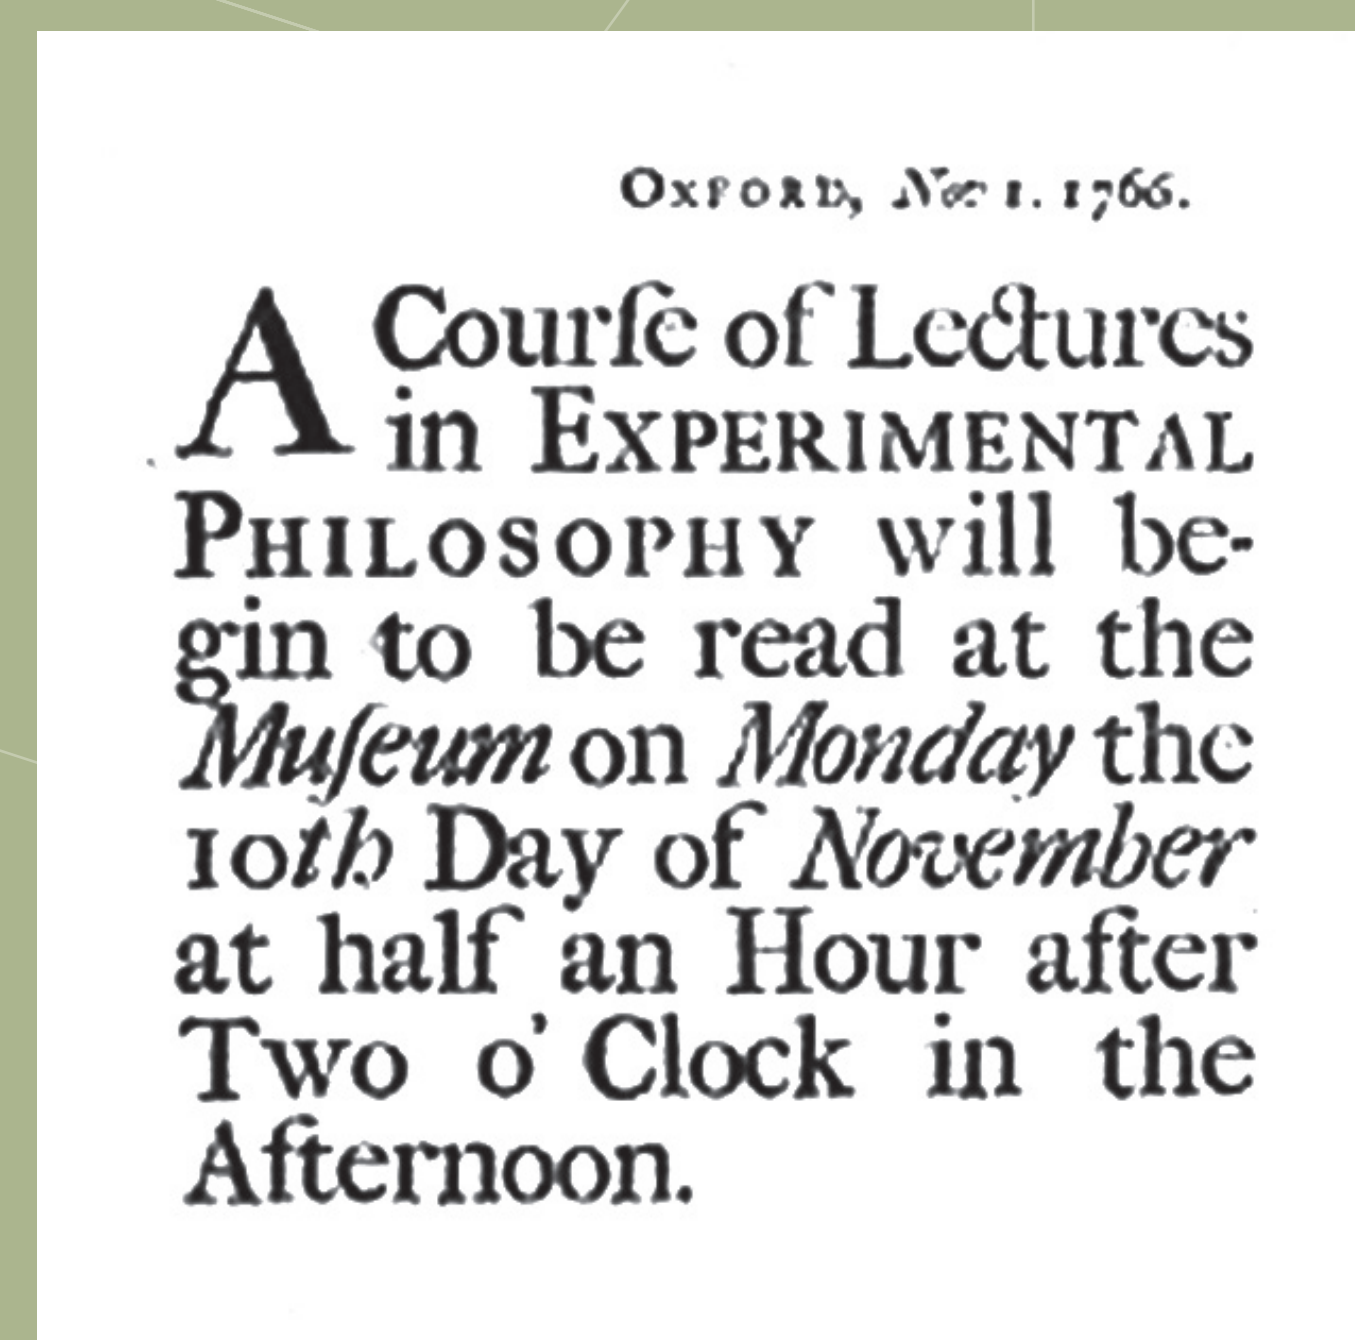 OXFORD, Nov 1. 1766.
A Courſe of Lectures
in EXPERIMENTAL
PHILOSOPHY will be-
gin to be read at the
Muſeum on Monday the
10th Day of November
at half an Hour after
Two o' Clock in the
Afternoon.